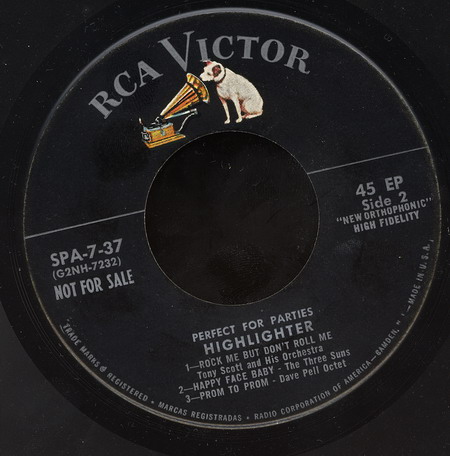 RCA VICTOR
45 EP
Side 2
"NEW ORTHOPHONIC"
HIGH FIDELITY
SPA-7-37
(G2NH-7232)
NOT FOR SALE
PERFECT FOR PARTIES
HIGHLIGHTER
1—ROCK ME BUT DON'T ROLL ME
Tony Scott and His Orchestra
2—HAPPY FACE BABY - The Three Suns
3—PROM TO PROM - Dave Pell Octet
TRADE MARKS ® REGISTERED • MARCAS REGISTRADAS • RADIO CORPORATION OF AMERICA—CAMDEN, —MADE IN U.S.A.